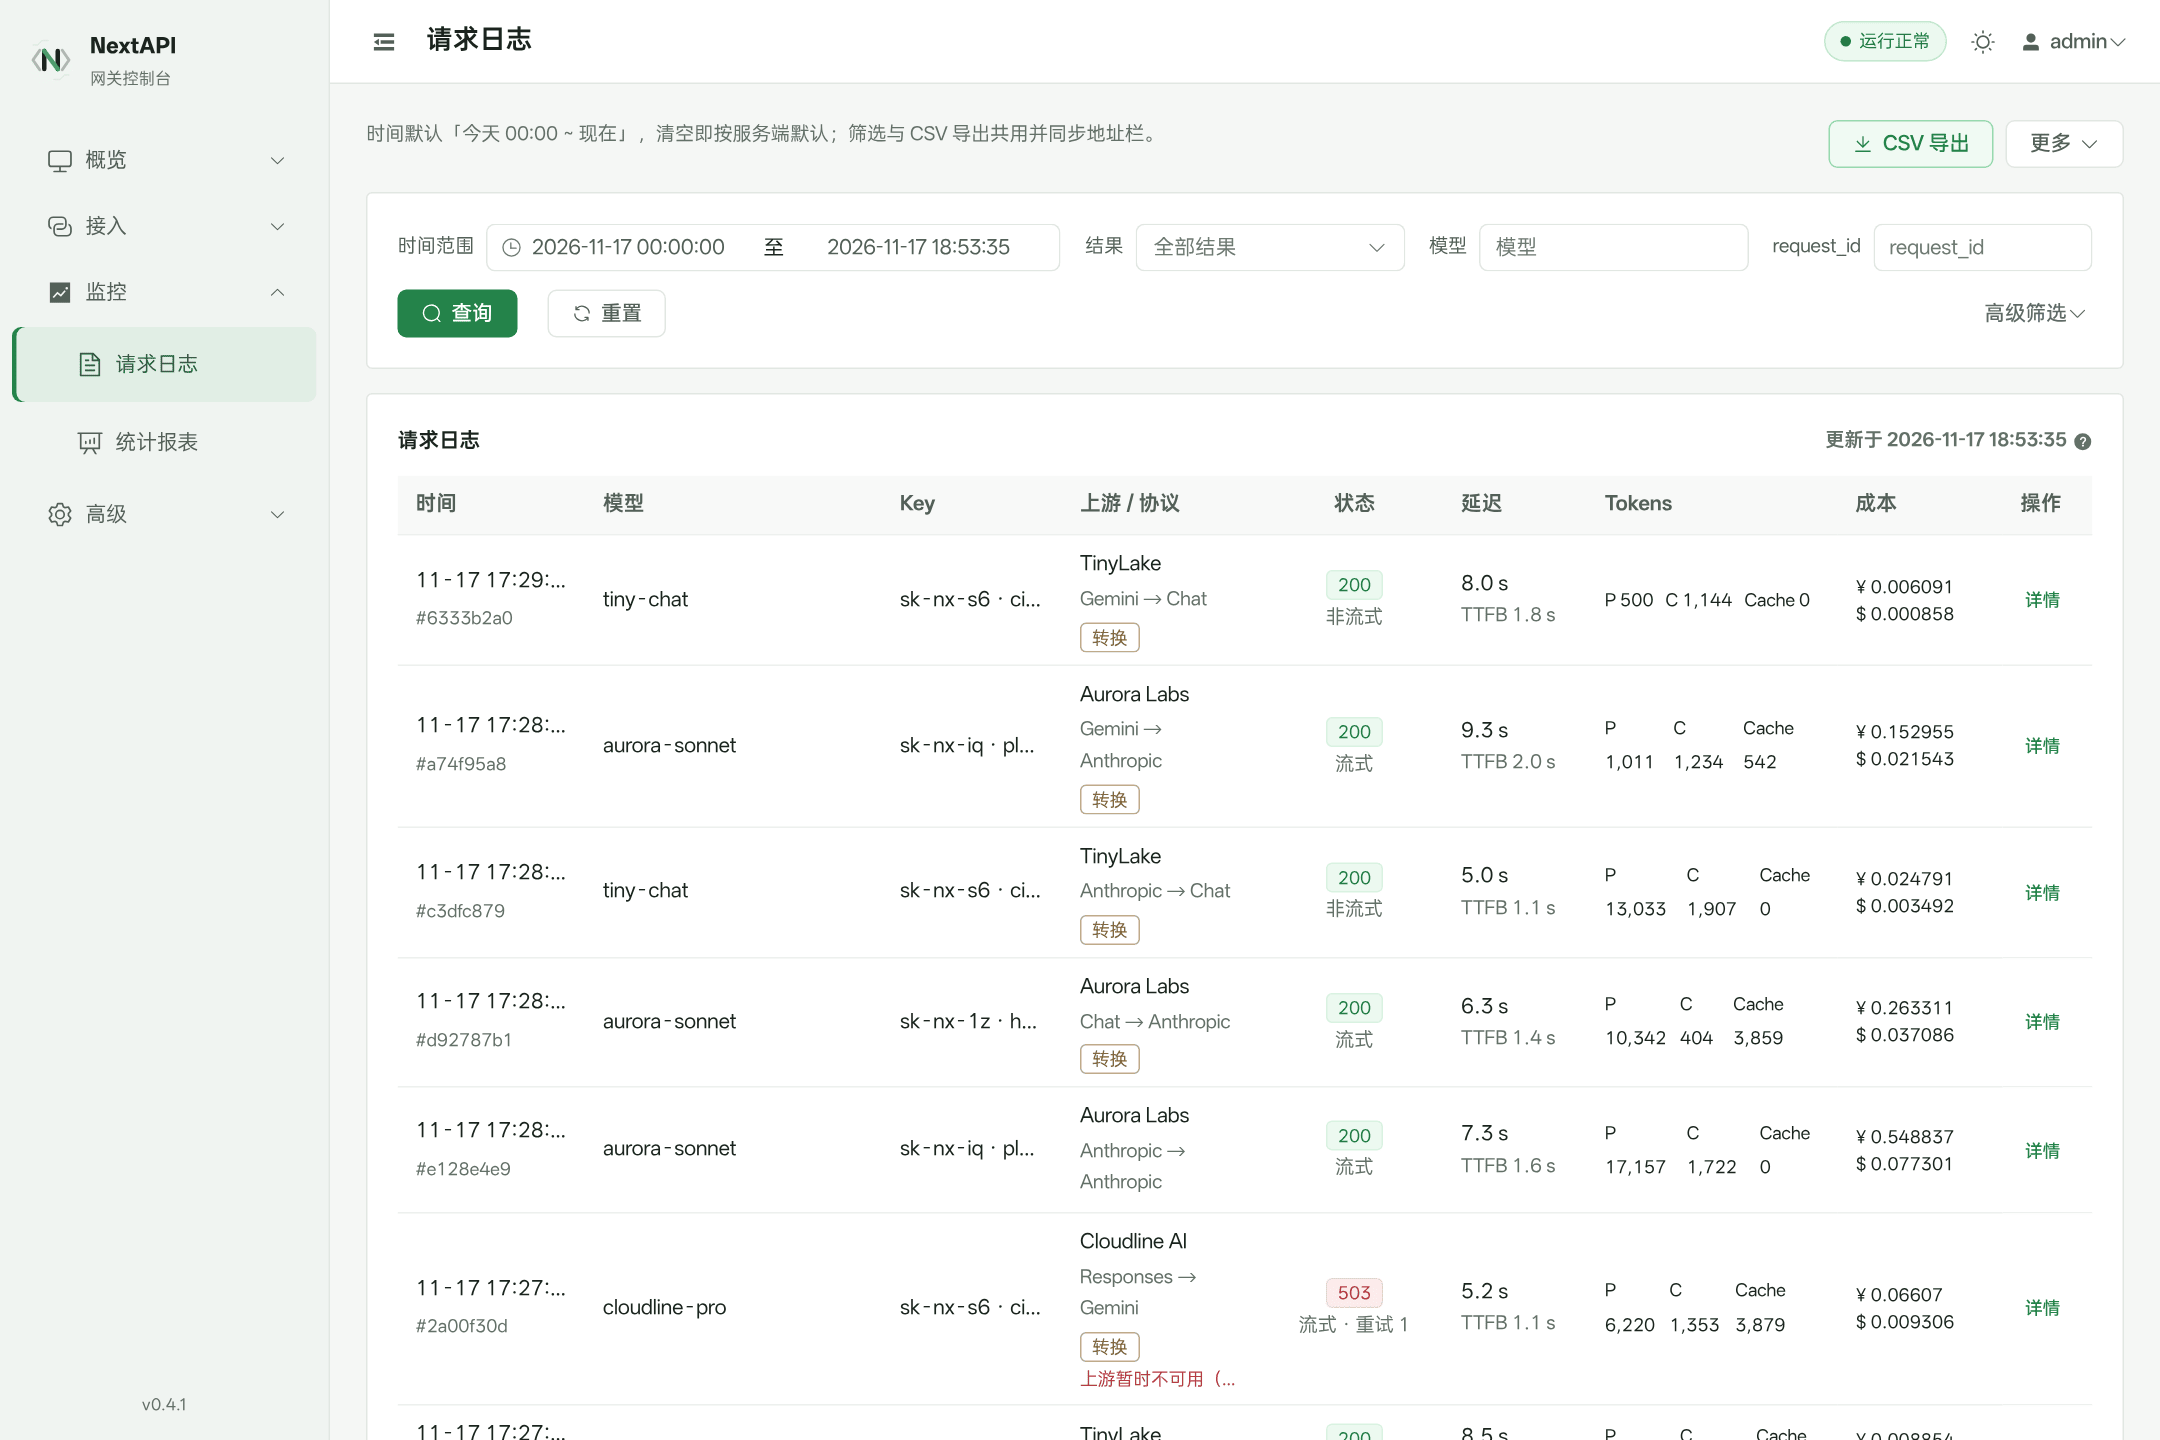 NextAPI
网关控制台
概览
接入
监控
请求日志
统计报表
高级
v0.4.1
请求日志
运行正常
admin
时间默认「今天 00:00 ~ 现在」，清空即按服务端默认；筛选与 CSV 导出共用并同步地址栏。
CSV 导出
更多
时间范围 2026-11-17 00:00:00 至 2026-11-17 18:53:35 结果 全部结果 模型 模型 request_id request_id
查询 重置 高级筛选
请求日志 更新于 2026-11-17 18:53:35
时间 模型 Key 上游 / 协议 状态 延迟 Tokens 成本 操作
11-17 17:29:...
#6333b2a0
tiny-chat
sk-nx-s6 · ci...
TinyLake
Gemini → Chat
转换
200
非流式
8.0 s
TTFB 1.8 s
P 500 C 1,144 Cache 0
¥ 0.006091
$ 0.000858
详情
11-17 17:28:...
#a74f95a8
aurora-sonnet
sk-nx-iq · pl...
Aurora Labs
Gemini →
Anthropic
转换
200
流式
9.3 s
TTFB 2.0 s
P C Cache
1,011 1,234 542
¥ 0.152955
$ 0.021543
详情
11-17 17:28:...
#c3dfc879
tiny-chat
sk-nx-s6 · ci...
TinyLake
Anthropic → Chat
转换
200
非流式
5.0 s
TTFB 1.1 s
P C Cache
13,033 1,907 0
¥ 0.024791
$ 0.003492
详情
11-17 17:28:...
#d92787b1
aurora-sonnet
sk-nx-1z · h...
Aurora Labs
Chat → Anthropic
转换
200
流式
6.3 s
TTFB 1.4 s
P C Cache
10,342 404 3,859
¥ 0.263311
$ 0.037086
详情
11-17 17:28:...
#e128e4e9
aurora-sonnet
sk-nx-iq · pl...
Aurora Labs
Anthropic →
Anthropic
200
流式
7.3 s
TTFB 1.6 s
P C Cache
17,157 1,722 0
¥ 0.548837
$ 0.077301
详情
11-17 17:27:...
#2a00f30d
cloudline-pro
sk-nx-s6 · ci...
Cloudline AI
Responses →
Gemini
转换
上游暂时不可用（...
503
流式 · 重试 1
5.2 s
TTFB 1.1 s
P C Cache
6,220 1,353 3,879
¥ 0.06607
$ 0.009306
详情
11-17 17:27:...
TinyLake
200
8.5 s
P C Cache
¥ 0.008854